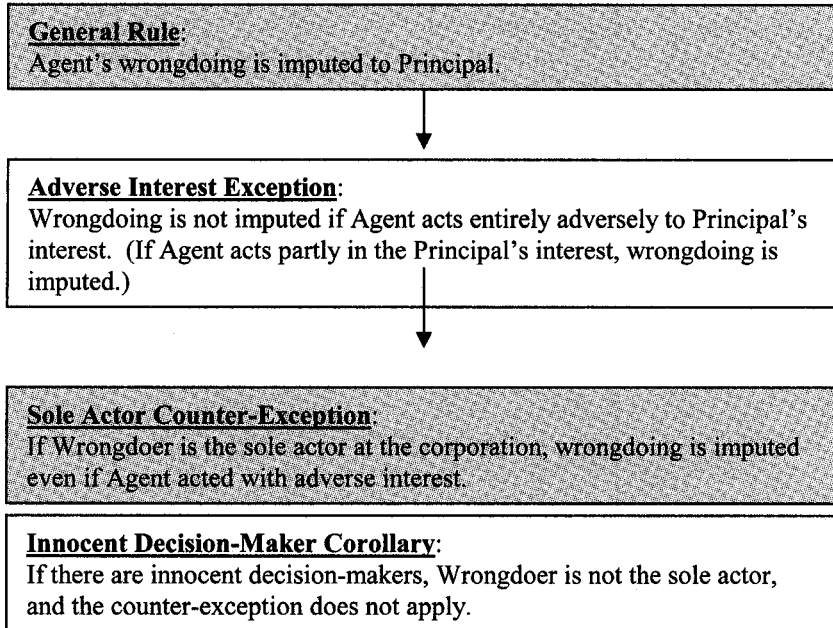 General Rule:
Agent's wrongdoing is imputed to Principal.
Adverse Interest Exception:
Wrongdoing is not imputed if Agent acts entirely adversely to Principal's
interest. (If Agent acts partly in the Principal's interest, wrongdoing is
imputed.)
Sole Actor Counter-Exception:
If Wrongdoer is the sole actor at the corporation, wrongdoing is imputed
even if Agent acted with adverse interest.
Innocent Decision-Maker Corollary:
If there are innocent decision-makers, Wrongdoer is not the sole actor,
and the counter-exception does not apply.